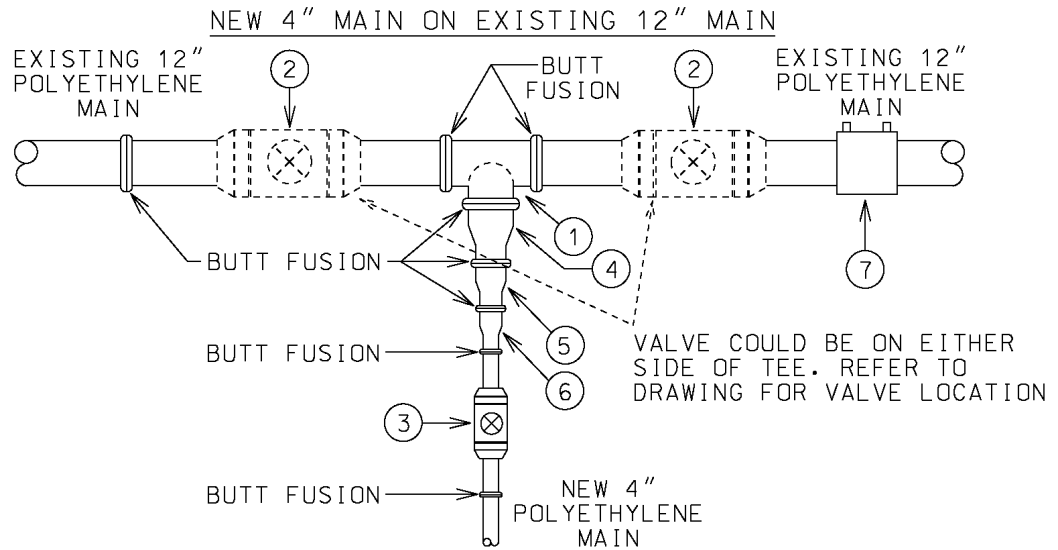 NEW 4" MAIN ON EXISTING 12" MAIN
EXISTING 12"
POLYETHYLENE
MAIN
2
BUTT
FUSION
2
EXISTING 12"
POLYETHYLENE
MAIN
1
BUTT FUSION
4
7
5
VALVE COULD BE ON EITHER
SIDE OF TEE. REFER TO
DRAWING FOR VALVE LOCATION
BUTT FUSION
6
3
BUTT FUSION
NEW 4"
POLYETHYLENE
MAIN